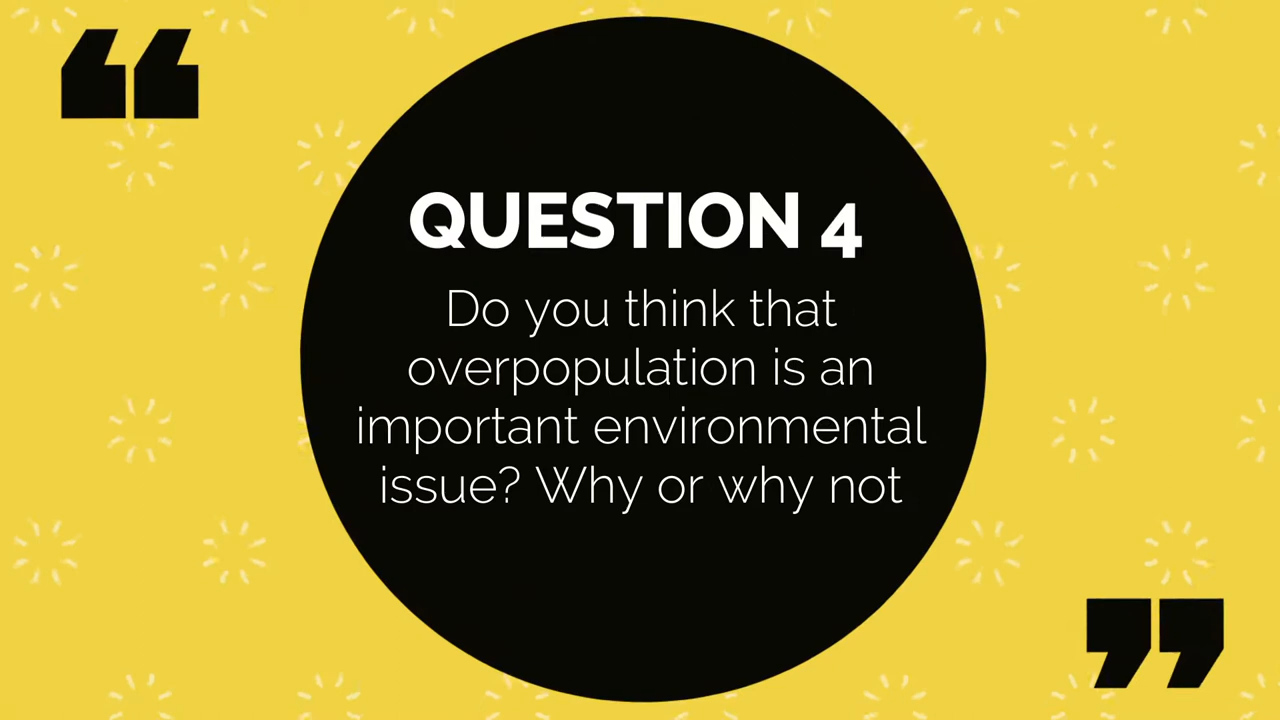 QUESTION 4
Do you think that
overpopulation is an
important environmental
issue? Why or why not